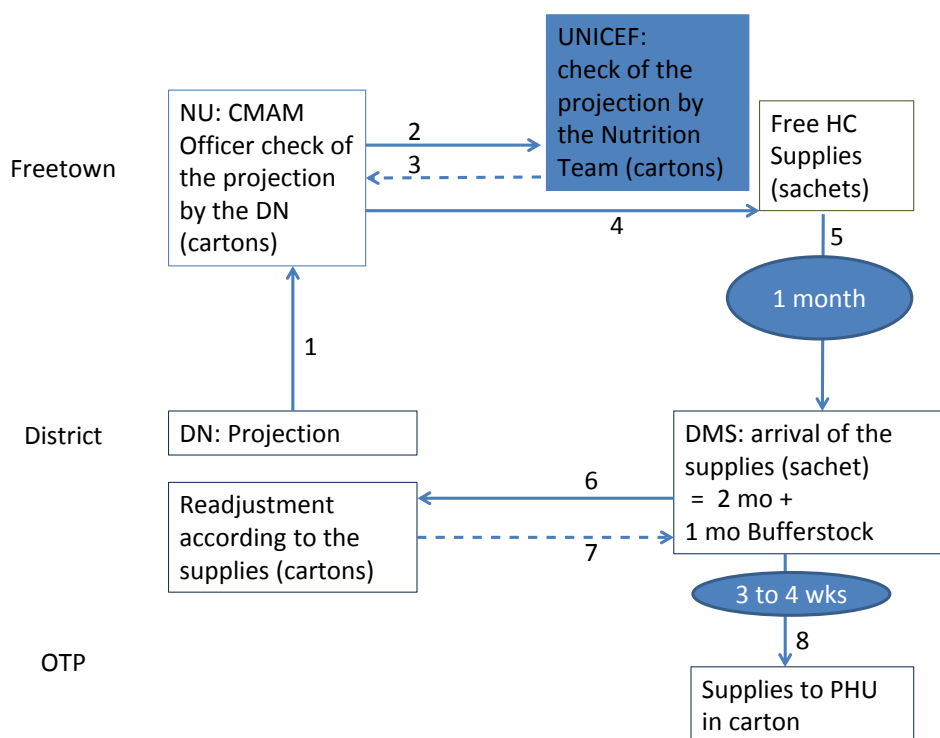 UNICEF:
check of the
projection by
the Nutrition
Team (cartons)
NU: CMAM
Officer check of
the projection
by the DN
(cartons)
2
3
4
Free HC
Supplies
(sachets)
Freetown
5
1 month
1
District
DN: Projection
DMS: arrival of the
supplies (sachet)
= 2 mo +
1 mo Bufferstock
6
Readjustment
according to the
supplies (cartons)
7
3 to 4 wks
8
OTP
Supplies to PHU
in carton